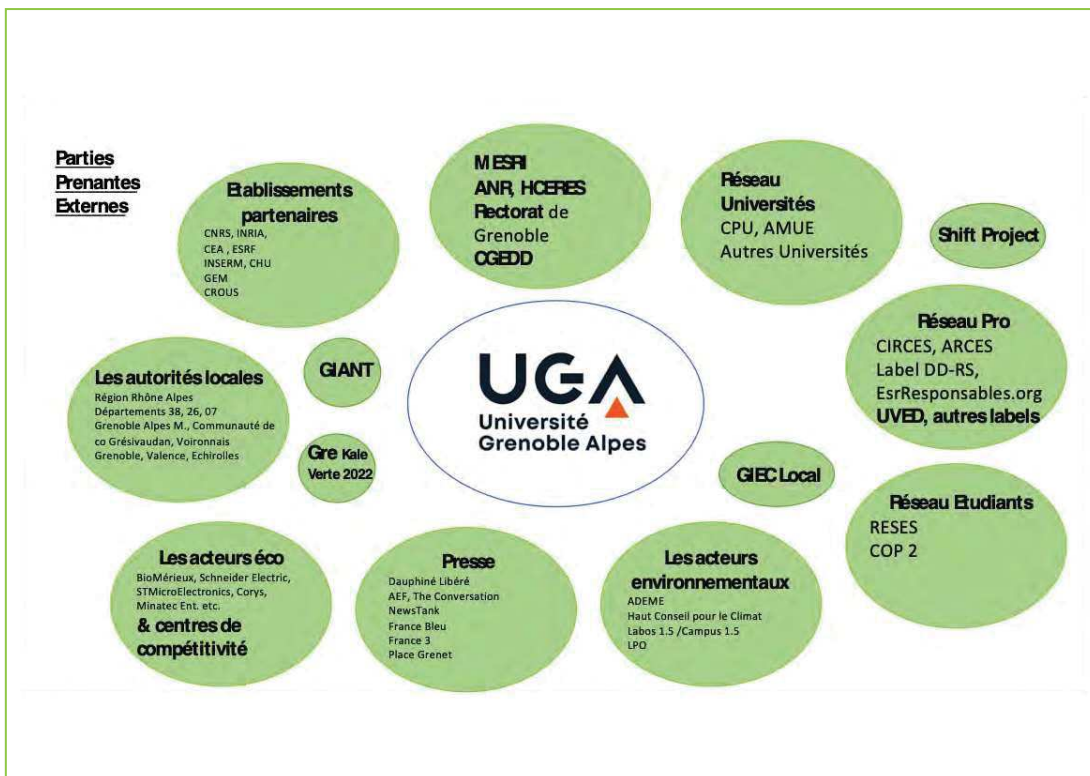 Parties
Prenantes
Externes
Etablissements
partenaires
CNRS, INRIA,
CEA , ESRF
INSERM, CHU
GEM
CROUS
MESRI
ANR, HCERES
Rectorat de
Grenoble
CGEDD
Réseau
Universités
CPU, AMUE
Autres Universités
Shift Project
Les autorités locales
Région Rhône Alpes
Départements 38, 26, 07
Grenoble Alpes M., Communauté de
co Grésivaudan, Voironnais
Grenoble, Valence, Echirolles
GIANT
Gre Kale
Verte 2022
UGA
Université
Grenoble Alpes
Réseau Pro
CIRCES, ARCES
Label DD-RS,
EsrResponsables.org
UVED, autres labels
GIEC Local
Réseau Etudiants
RESES
COP 2
Les acteurs éco
BioMérieux, Schneider Electric,
STMicroElectronics, Corys,
Minatec Ent. etc.
& centres de
compétitivité
Presse
Dauphiné Libéré
AEF, The Conversation
NewsTank
France Bleu
France 3
Place Grenet
Les acteurs
environnementaux
ADEME
Haut Conseil pour le Climat
Labos 1.5 /Campus 1.5
LPO